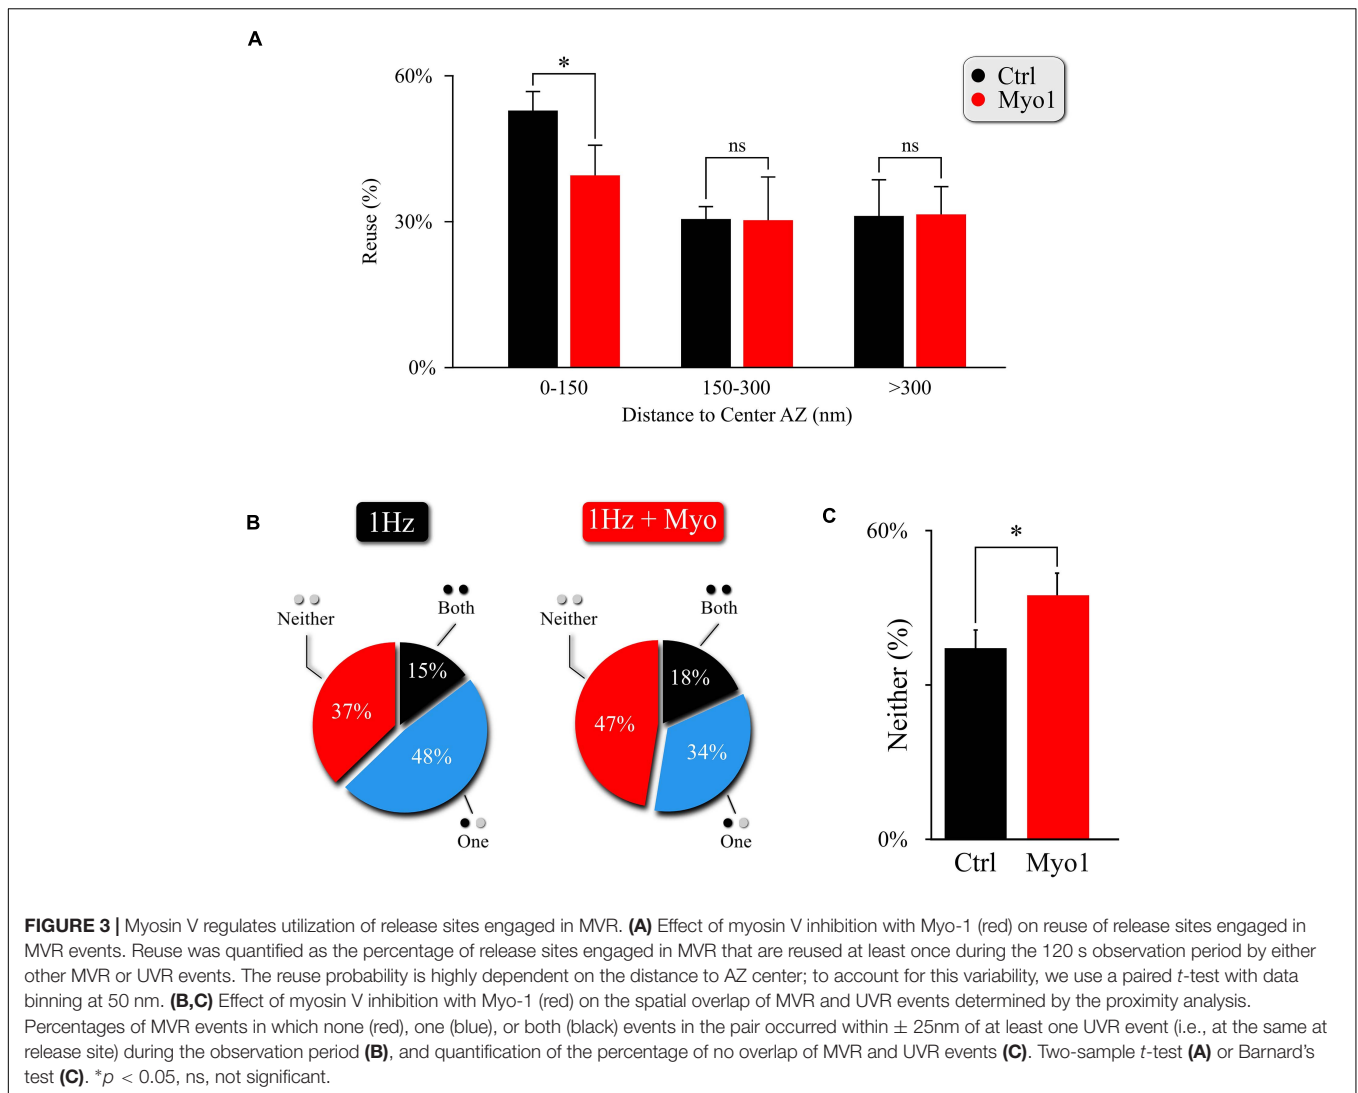 A
*
60%
Ctrl
Myo1
ns
ns
Reuse (%)
30%
0%
0-150
150-300
>300
Distance to Center AZ (nm)
B
1Hz
1Hz + Myo
Neither
Both
15%
37%
48%
One
Neither
Both
18%
47%
34%
One
C
60%
*
Neither (%)
0%
Ctrl
Myo1
FIGURE 3 | Myosin V regulates utilization of release sites engaged in MVR. (A) Effect of myosin V inhibition with Myo-1 (red) on reuse of release sites engaged in
MVR events. Reuse was quantified as the percentage of release sites engaged in MVR that are reused at least once during the 120 s observation period by either
other MVR or UVR events. The reuse probability is highly dependent on the distance to AZ center; to account for this variability, we use a paired t-test with data
binning at 50 nm. (B,C) Effect of myosin V inhibition with Myo-1 (red) on the spatial overlap of MVR and UVR events determined by the proximity analysis.
Percentages of MVR events in which none (red), one (blue), or both (black) events in the pair occurred within ± 25nm of at least one UVR event (i.e., at the same at
release site) during the observation period (B), and quantification of the percentage of no overlap of MVR and UVR events (C). Two-sample t-test (A) or Barnard's
test (C). *p < 0.05, ns, not significant.